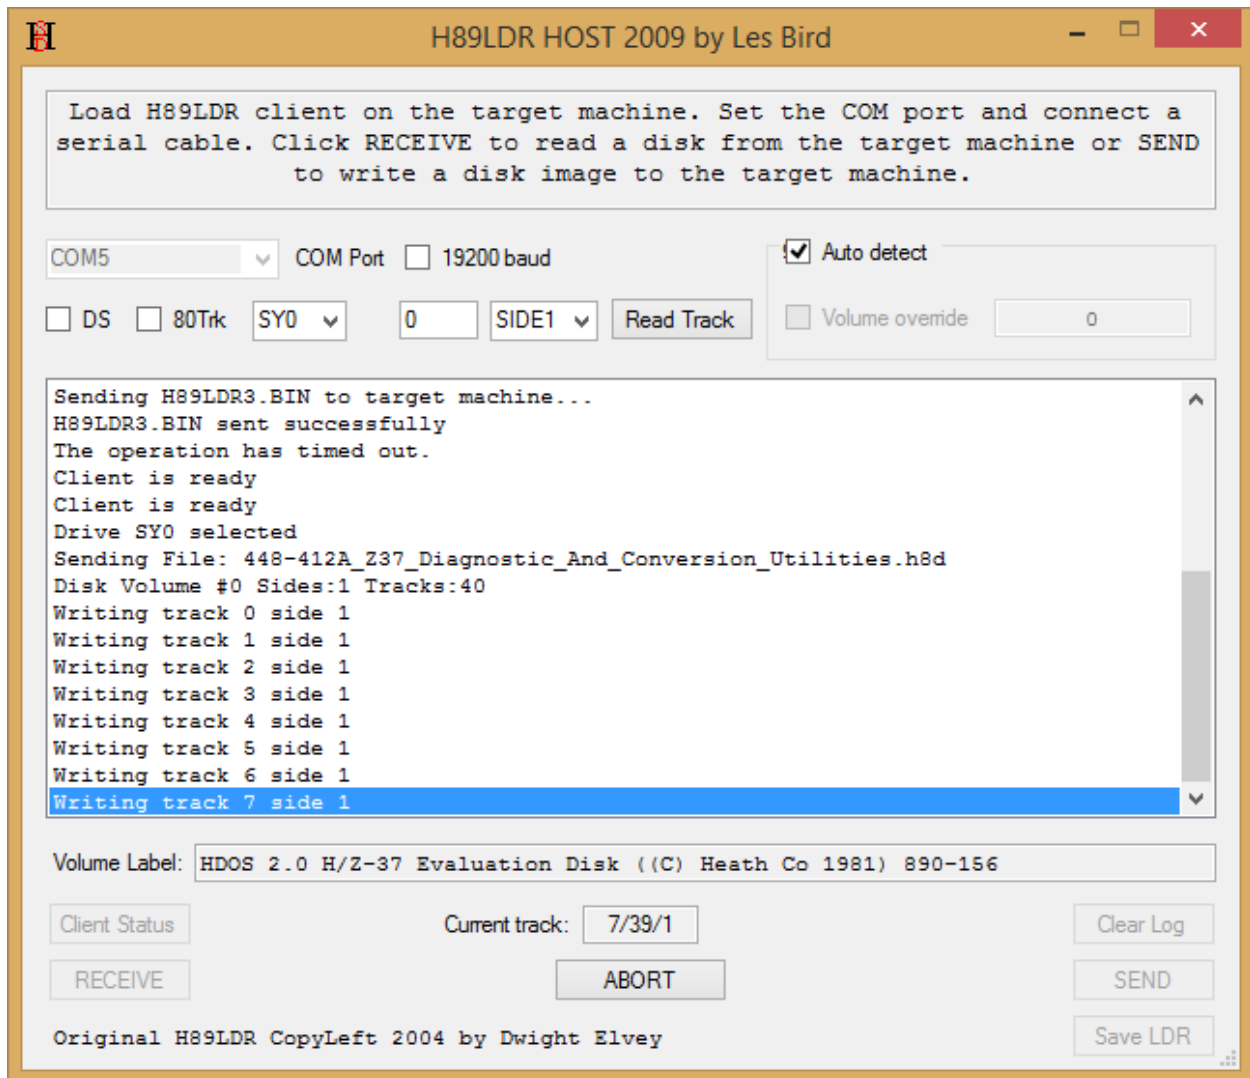 H89LDR HOST 2009 by Les Bird
Load H89LDR client on the target machine. Set the COM port and connect a
serial cable. Click RECEIVE to read a disk from the target machine or SEND
to write a disk image to the target machine.
COM5 COM Port 19200 baud Auto detect
DS 80Trk SY0 0 SIDE1 Read Track Volume override 0
Sending H89LDR3.BIN to target machine...
H89LDR3.BIN sent successfully
The operation has timed out.
Client is ready
Client is ready
Drive SY0 selected
Sending File: 448-412A_Z37_Diagnostic_And_Conversion_Utilities.h8d
Disk Volume #0 Sides:1 Tracks:40
Writing track 0 side 1
Writing track 1 side 1
Writing track 2 side 1
Writing track 3 side 1
Writing track 4 side 1
Writing track 5 side 1
Writing track 6 side 1
Writing track 7 side 1
Volume Label: HDOS 2.0 H/Z-37 Evaluation Disk ((C) Heath Co 1981) 890-156
Client Status Current track: 7/39/1 Clear Log
RECEIVE ABORT SEND
Original H89LDR CopyLeft 2004 by Dwight Elvey Save LDR